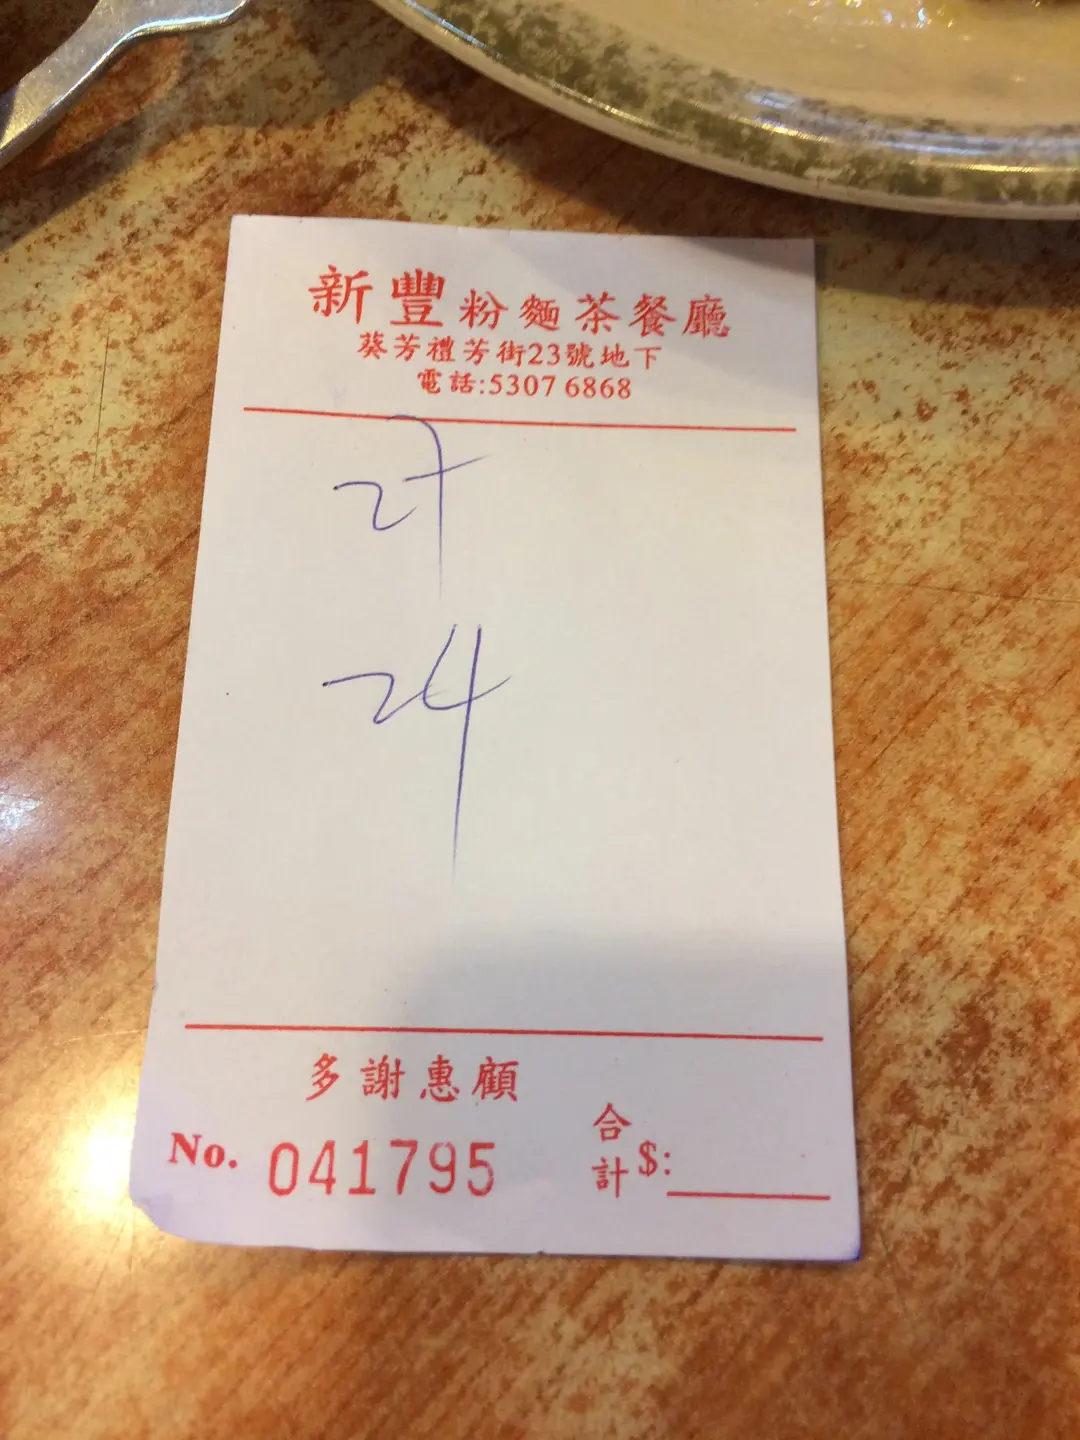 新豐粉麵茶餐廳
葵芳禮芳街23號地下
電話:5307 6868
27
24
多謝惠顧
No. 041795
合計 $: